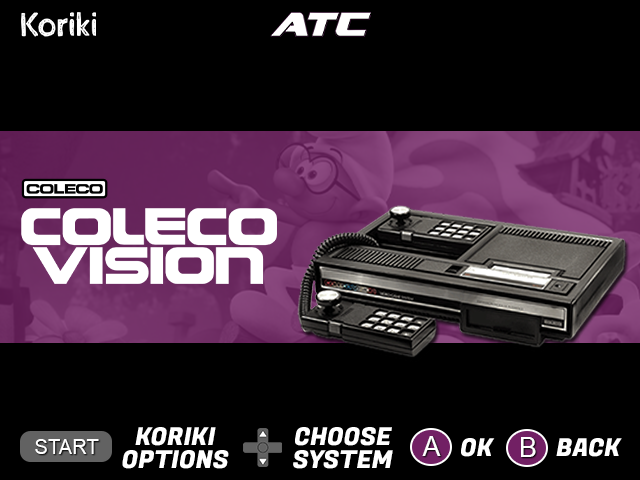 Koriki
ATC
COLECO
COLECO
VISION
START
KORIKI
OPTIONS
CHOOSE
SYSTEM
A
OK
B
BACK